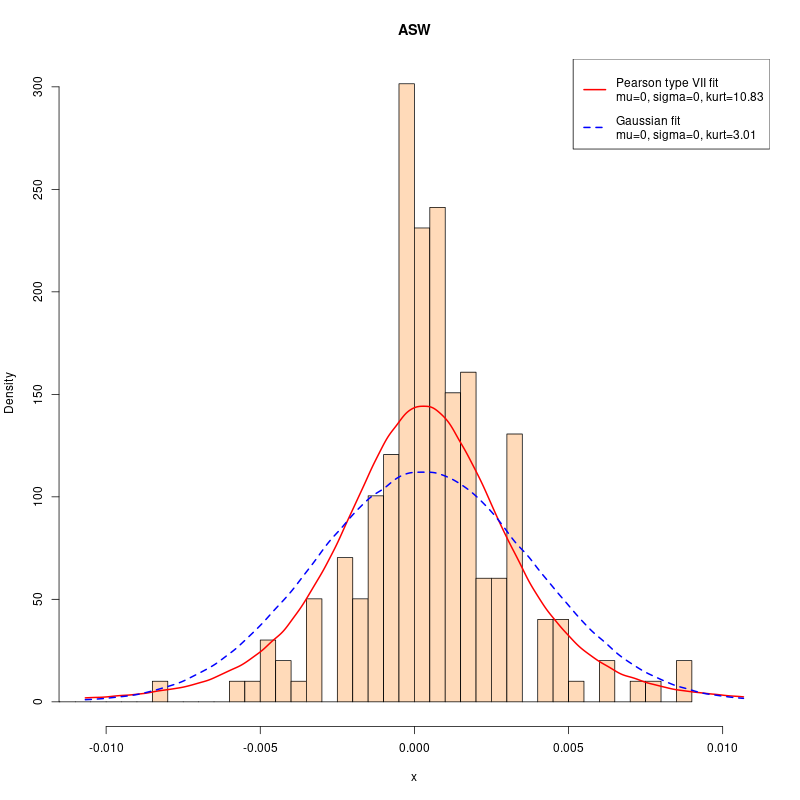 ASW
Pearson type VII fit
mu=0, sigma=0, kurt=10.83
Gaussian fit
mu=0, sigma=0, kurt=3.01
Density
300
250
200
150
100
50
0
-0.010 -0.005 0.000 0.005 0.010
x